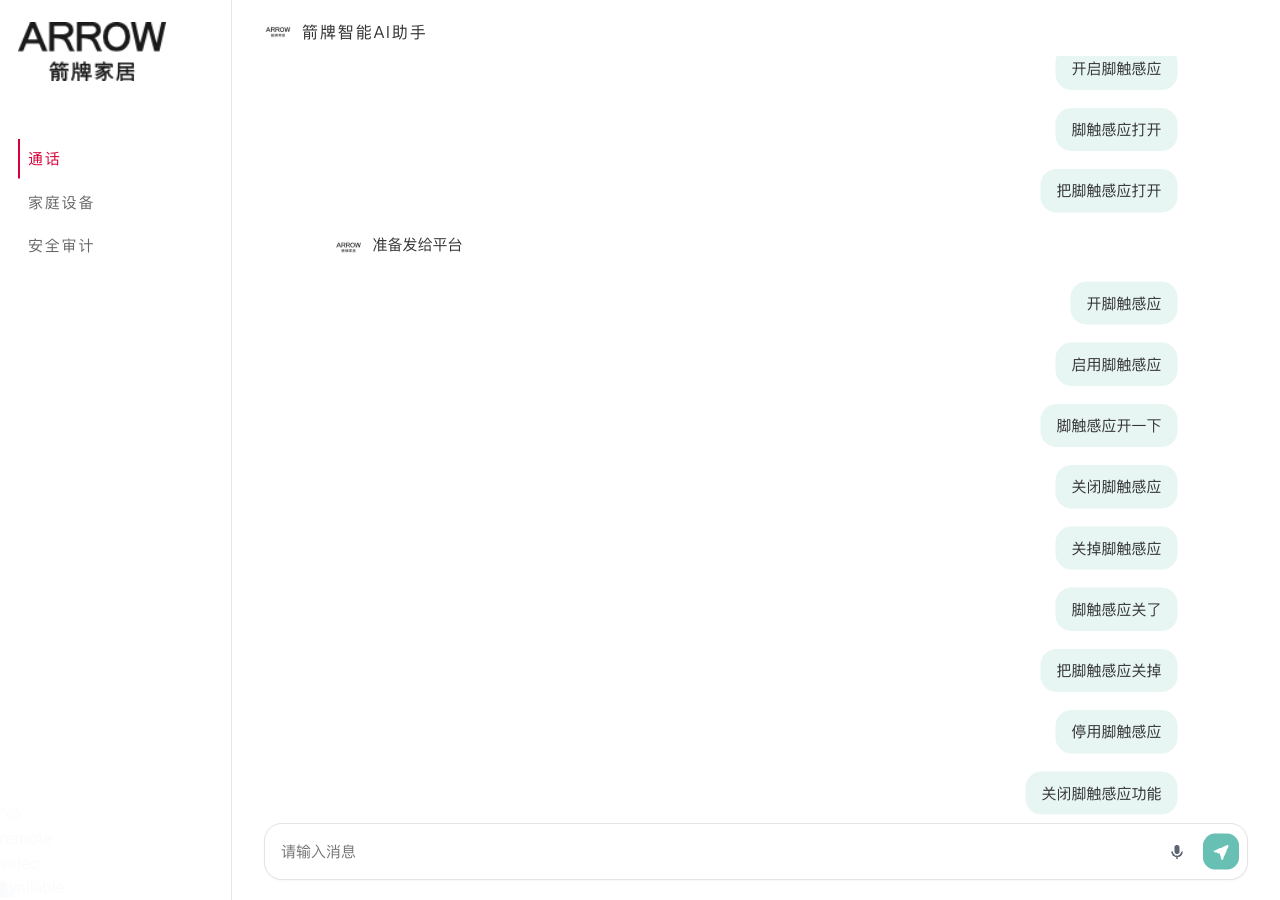 ARROW
箭牌家居
通话
家庭设备
安全审计
箭牌智能AI助手
开启脚触感应
脚触感应打开
把脚触感应打开
ARROW
准备发给平台
开脚触感应
启用脚触感应
脚触感应开一下
关闭脚触感应
关掉脚触感应
脚触感应关了
把脚触感应关掉
停用脚触感应
关闭脚触感应功能
请输入消息